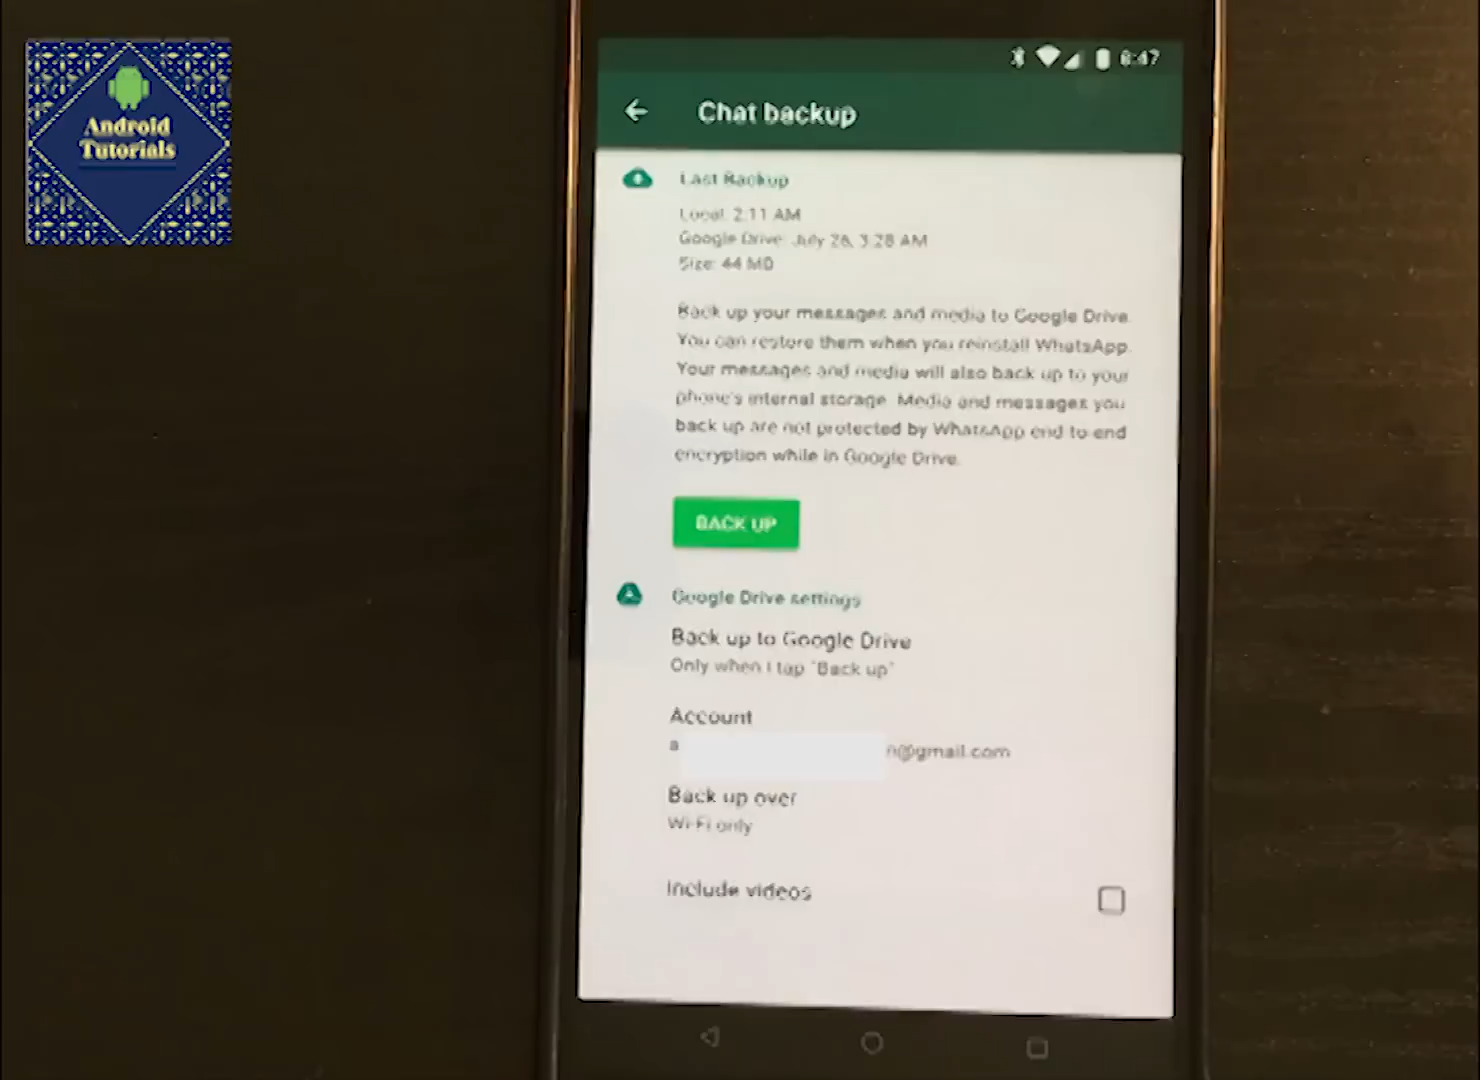 Android
Tutorials
8:47
Chat backup
Last Backup
Local: 2:11 AM
Google Drive: July 26, 3:28 AM
Size: 44 MB
Back up your messages and media to Google Drive.
You can restore them when you reinstall WhatsApp.
Your messages and media will also back up to your
phone's internal storage. Media and messages you
back up are not protected by WhatsApp end-to-end
encryption while in Google Drive.
BACK UP
Google Drive settings
Back up to Google Drive
Only when I tap "Back up"
Account
a n@gmail.com
Back up over
Wi-Fi only
Include videos